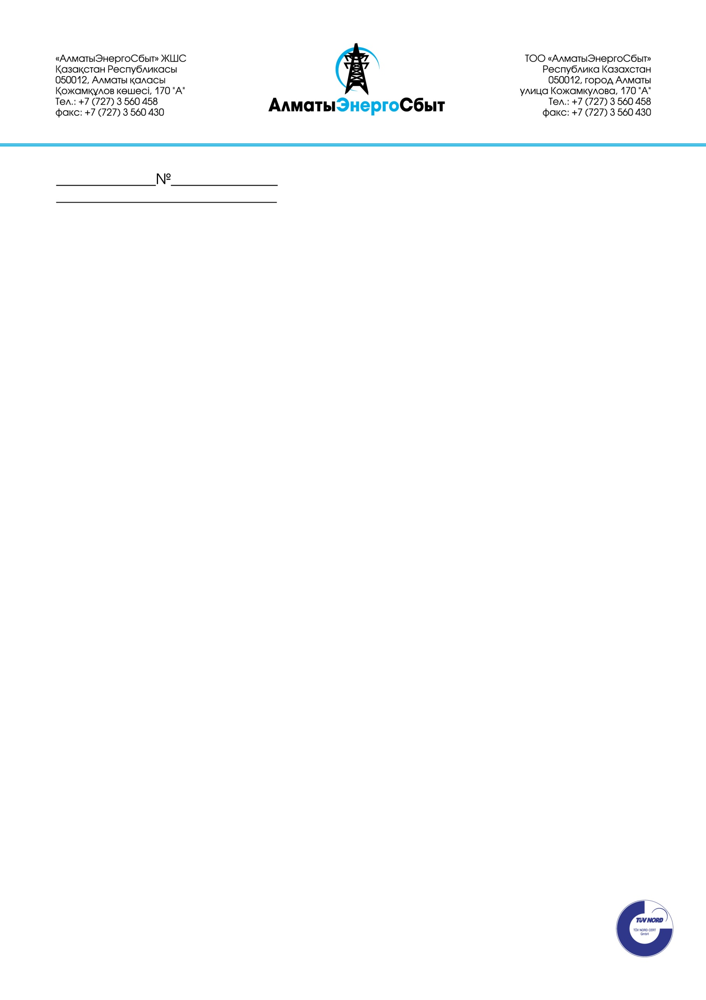 «АлматыЭнергоСбыт» ЖШС
Қазақстан Республикасы
050012, Алматы қаласы
Қожамқұлов көшесі, 170 "А"
Тел.: +7 (727) 3 560 458
факс: +7 (727) 3 560 430
АлматыЭнергоСбыт
ТОО «АлматыЭнергоСбыт»
Республика Казахстан
050012, город Алматы
улица Кожамкулова, 170 "А"
Тел.: +7 (727) 3 560 458
факс: +7 (727) 3 560 430
№
TÜV NORD
TÜV NORD CERT
GmbH